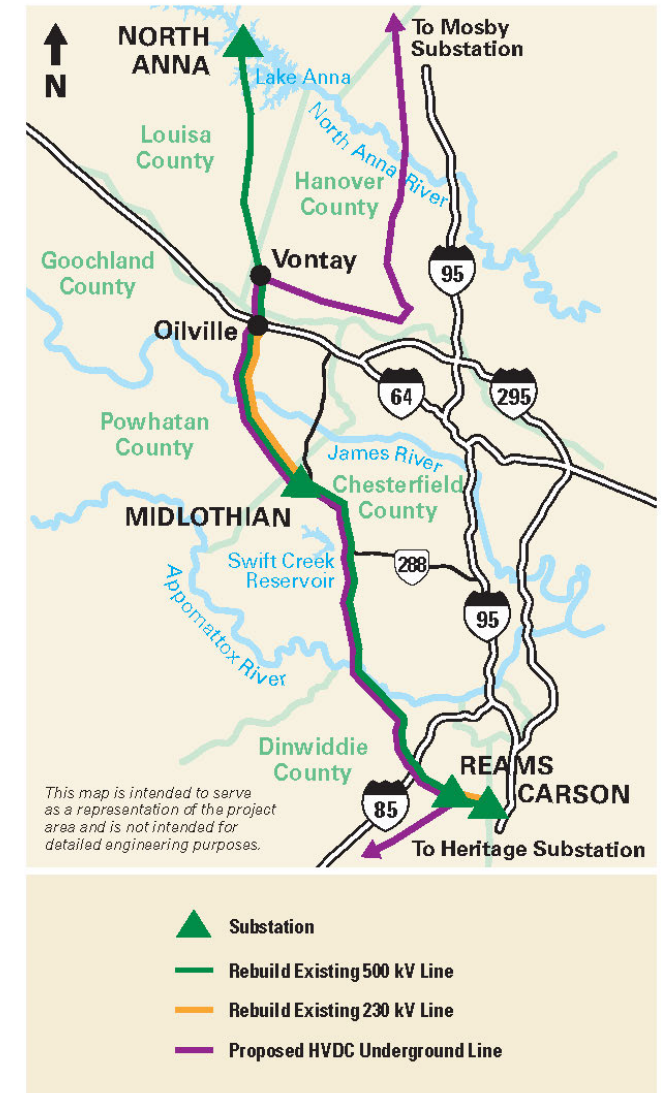 NORTH
ANNA
To Mosby
Substation
N
Lake Anna
Louisa
County
North Anna River
Hanover
County
Goochland
County
Vontay
95
Oilville
64
295
Powhatan
County
James River
Chesterfield
County
MIDLOTHIAN
Swift Creek
Reservoir
288
Appomattox River
95
Dinwiddie
County
REAMS
CARSON
85
This map is intended to serve
as a representation of the project
area and is not intended for
detailed engineering purposes.
To Heritage Substation
Substation
Rebuild Existing 500 kV Line
Rebuild Existing 230 kV Line
Proposed HVDC Underground Line